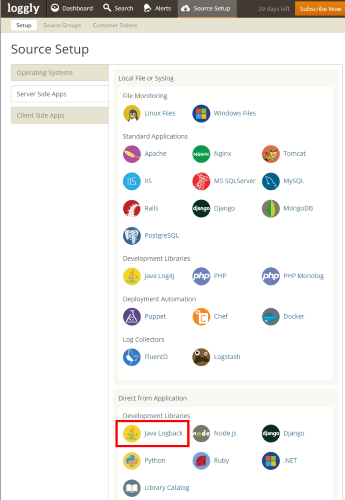 loggly Dashboard Search Alerts Source Setup 29 days left Subscribe Now
Setup Source Groups Customer Tokens
Source Setup
Operating Systems
Server Side Apps
Client Side Apps
Local File or Syslog
File Monitoring
Linux Files Windows Files
Standard Applications
Apache NGINX Nginx Tomcat
IIS IIS MS SQLServer MySQL
Rails django Django MongoDB
PostgreSQL
Development Libraries
Java Log4j php PHP php PHP Monolog
Deployment Automation
Puppet Chef Docker
Log Collectors
FluentD Logstash
Direct from Application
Development Libraries
Java Logback node Node.js django Django
Python Ruby .NET
Library Catalog